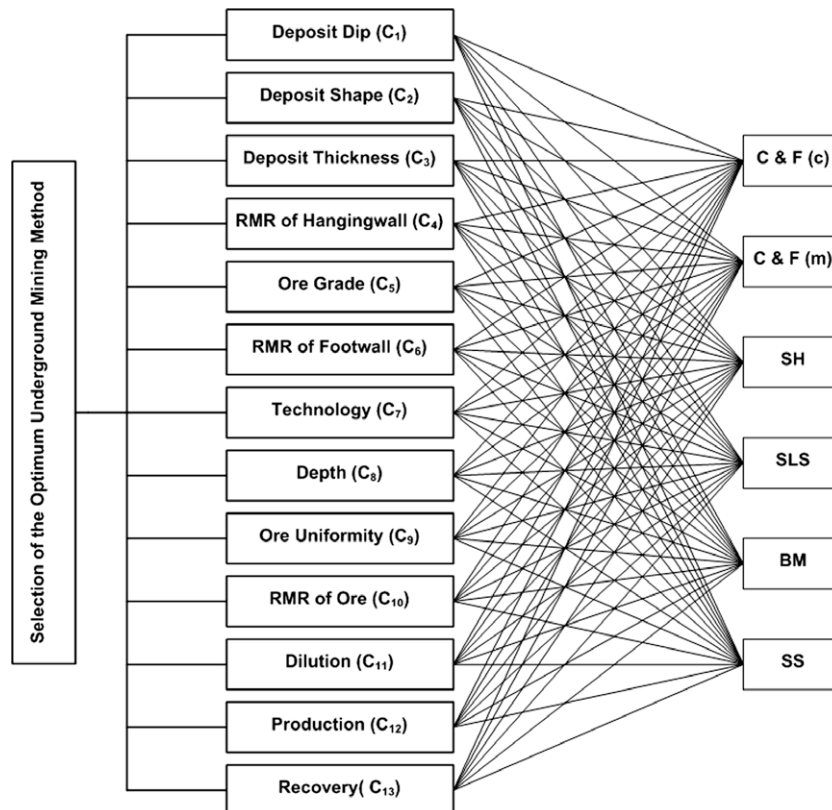 Selection of the Optimum Underground Mining Method
Deposit Dip (C₁)
Deposit Shape (C₂)
Deposit Thickness (C₃)
RMR of Hangingwall (C₄)
Ore Grade (C₅)
RMR of Footwall (C₆)
Technology (C₇)
Depth (C₈)
Ore Uniformity (C₉)
RMR of Ore (C₁₀)
Dilution (C₁₁)
Production (C₁₂)
Recovery( C₁₃)
C & F (c)
C & F (m)
SH
SLS
BM
SS